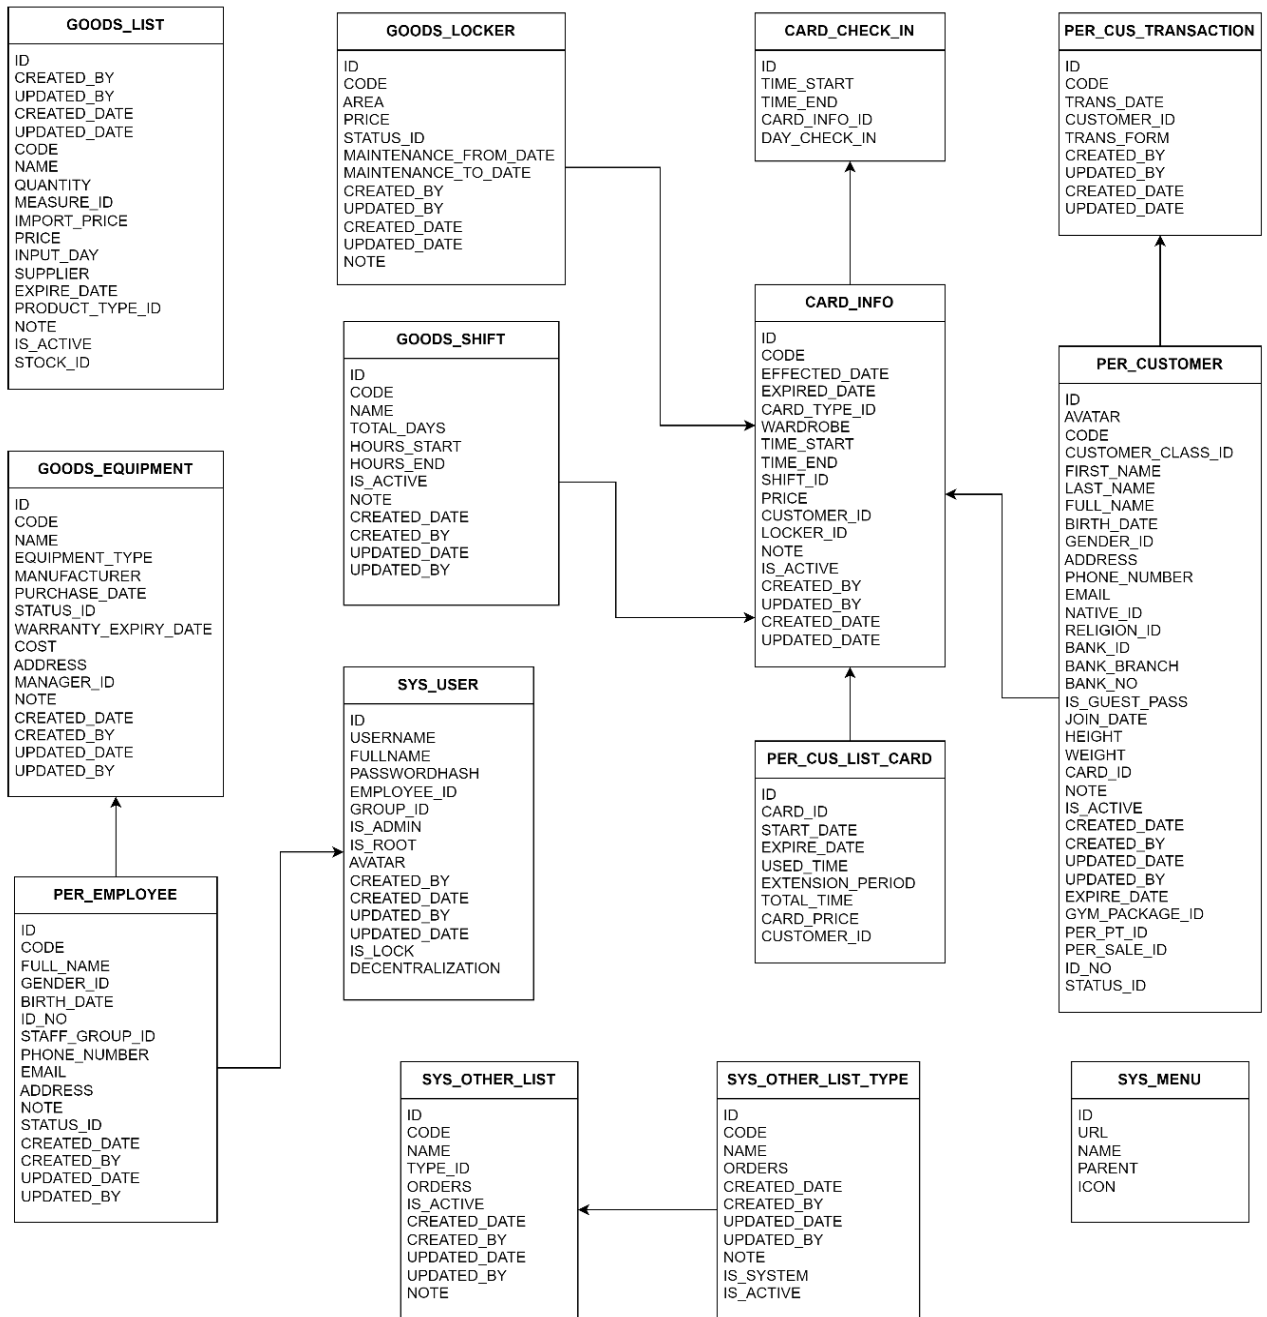 GOODS_LIST
ID
CREATED_BY
UPDATED_BY
CREATED_DATE
UPDATED_DATE
CODE
NAME
QUANTITY
MEASURE_ID
IMPORT_PRICE
PRICE
INPUT_DAY
SUPPLIER
EXPIRE_DATE
PRODUCT_TYPE_ID
NOTE
IS_ACTIVE
STOCK_ID
GOODS_LOCKER
ID
CODE
AREA
PRICE
STATUS_ID
MAINTENANCE_FROM_DATE
MAINTENANCE_TO_DATE
CREATED_BY
UPDATED_BY
CREATED_DATE
UPDATED_DATE
NOTE
CARD_CHECK_IN
ID
TIME_START
TIME_END
CARD_INFO_ID
DAY_CHECK_IN
PER_CUS_TRANSACTION
ID
CODE
TRANS_DATE
CUSTOMER_ID
TRANS_FORM
CREATED_BY
UPDATED_BY
CREATED_DATE
UPDATED_DATE
GOODS_SHIFT
ID
CODE
NAME
TOTAL_DAYS
HOURS_START
HOURS_END
IS_ACTIVE
NOTE
CREATED_DATE
CREATED_BY
UPDATED_DATE
UPDATED_BY
CARD_INFO
ID
CODE
EFFECTED_DATE
EXPIRED_DATE
CARD_TYPE_ID
WARDROBE
TIME_START
TIME_END
SHIFT_ID
PRICE
CUSTOMER_ID
LOCKER_ID
NOTE
IS_ACTIVE
CREATED_BY
UPDATED_BY
CREATED_DATE
UPDATED_DATE
PER_CUSTOMER
ID
AVATAR
CODE
CUSTOMER_CLASS_ID
FIRST_NAME
LAST_NAME
FULL_NAME
BIRTH_DATE
GENDER_ID
ADDRESS
PHONE_NUMBER
EMAIL
NATIVE_ID
RELIGION_ID
BANK_ID
BANK_BRANCH
BANK_NO
IS_GUEST_PASS
JOIN_DATE
HEIGHT
WEIGHT
CARD_ID
NOTE
IS_ACTIVE
CREATED_DATE
CREATED_BY
UPDATED_DATE
UPDATED_BY
EXPIRE_DATE
GYM_PACKAGE_ID
PER_PT_ID
PER_SALE_ID
ID_NO
STATUS_ID
GOODS_EQUIPMENT
ID
CODE
NAME
EQUIPMENT_TYPE
MANUFACTURER
PURCHASE_DATE
STATUS_ID
WARRANTY_EXPIRY_DATE
COST
ADDRESS
MANAGER_ID
NOTE
CREATED_DATE
CREATED_BY
UPDATED_DATE
UPDATED_BY
SYS_USER
ID
USERNAME
FULLNAME
PASSWORDHASH
EMPLOYEE_ID
GROUP_ID
IS_ADMIN
IS_ROOT
AVATAR
CREATED_BY
CREATED_DATE
UPDATED_BY
UPDATED_DATE
IS_LOCK
DECENTRALIZATION
PER_CUS_LIST_CARD
ID
CARD_ID
START_DATE
EXPIRE_DATE
USED_TIME
EXTENSION_PERIOD
TOTAL_TIME
CARD_PRICE
CUSTOMER_ID
PER_EMPLOYEE
ID
CODE
FULL_NAME
GENDER_ID
BIRTH_DATE
ID_NO
STAFF_GROUP_ID
PHONE_NUMBER
EMAIL
ADDRESS
NOTE
STATUS_ID
CREATED_DATE
CREATED_BY
UPDATED_DATE
UPDATED_BY
SYS_OTHER_LIST
ID
CODE
NAME
TYPE_ID
ORDERS
IS_ACTIVE
CREATED_DATE
CREATED_BY
UPDATED_DATE
UPDATED_BY
NOTE
SYS_OTHER_LIST_TYPE
ID
CODE
NAME
ORDERS
CREATED_DATE
CREATED_BY
UPDATED_DATE
UPDATED_BY
NOTE
IS_SYSTEM
IS_ACTIVE
SYS_MENU
ID
URL
NAME
PARENT
ICON